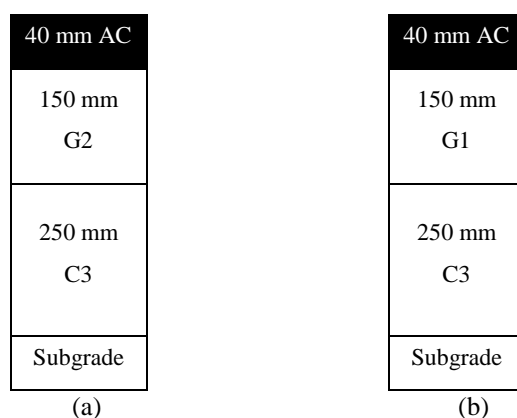 40 mm AC
150 mm
G2
250 mm
C3
Subgrade
(a)
40 mm AC
150 mm
G1
250 mm
C3
Subgrade
(b)